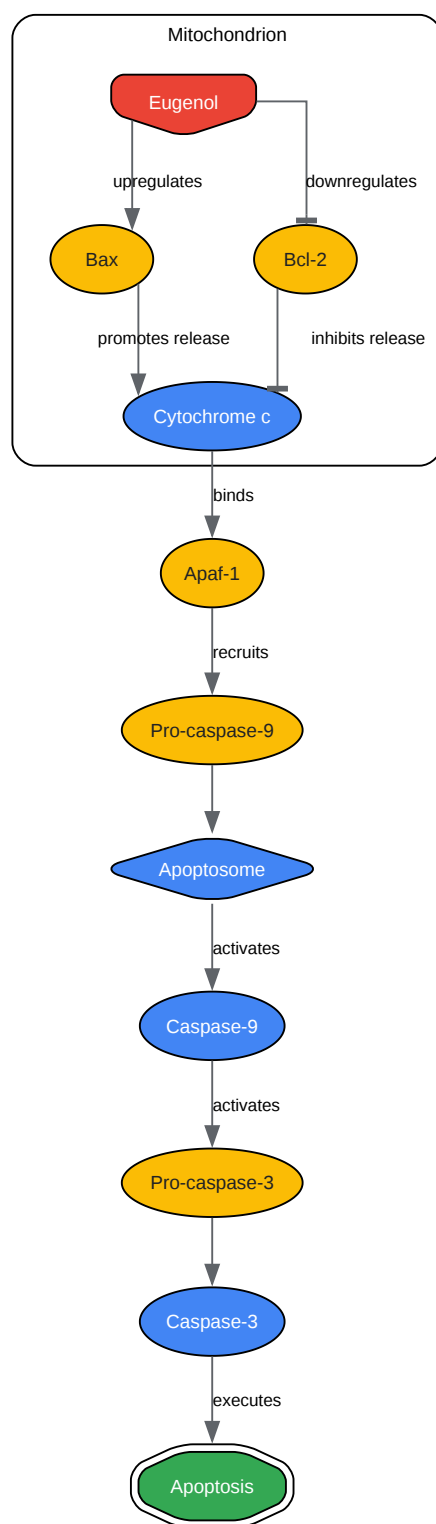 Mitochondrion
Eugenol
upregulates
downregulates
Bax
Bcl-2
promotes release
inhibits release
Cytochrome c
binds
Apaf-1
recruits
Pro-caspase-9
Apoptosome
activates
Caspase-9
activates
Pro-caspase-3
Caspase-3
executes
Apoptosis